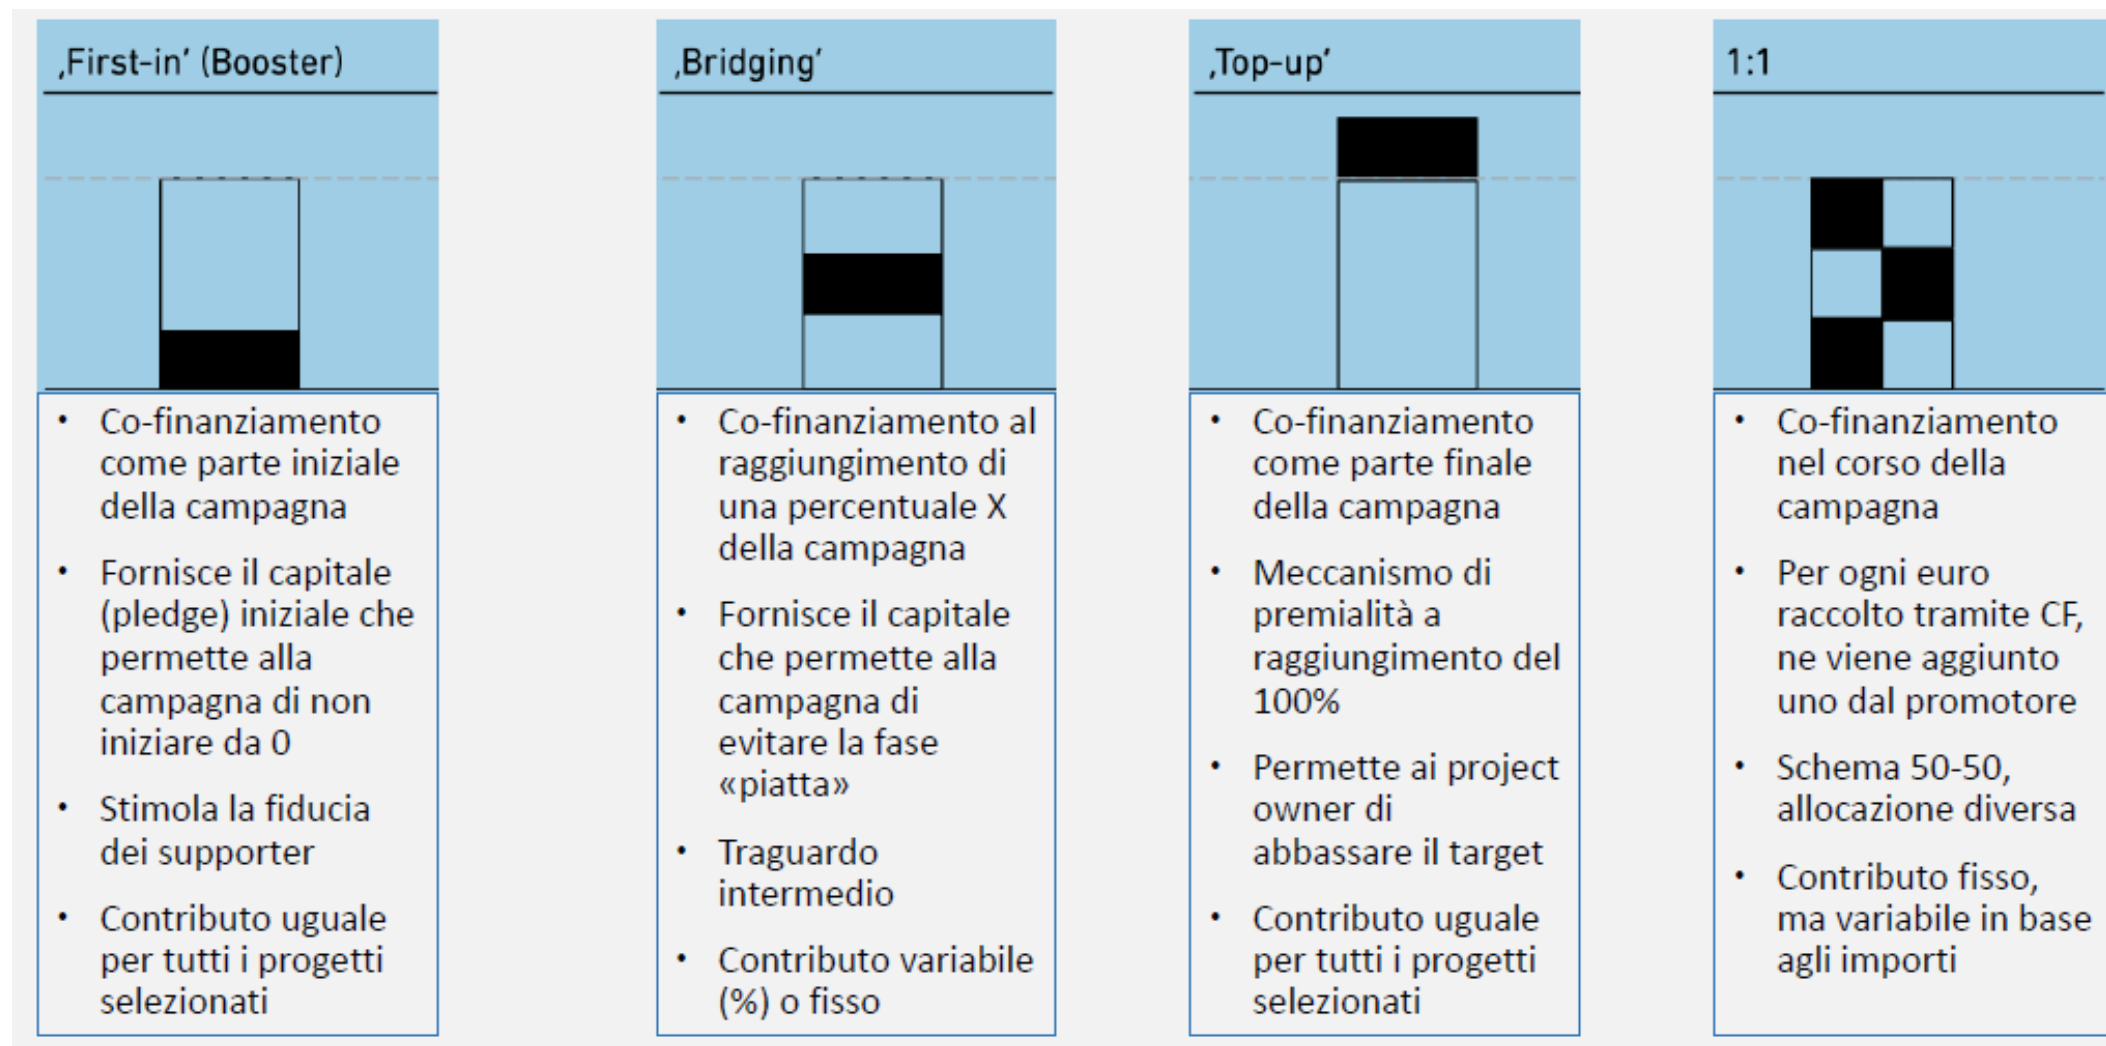 ‚First-in’ (Booster)
• Co-finanziamento
come parte iniziale
della campagna
• Fornisce il capitale
(pledge) iniziale che
permette alla
campagna di non
iniziare da 0
• Stimola la fiducia
dei supporter
• Contributo uguale
per tutti i progetti
selezionati
‚Bridging’
• Co-finanziamento al
raggiungimento di
una percentuale X
della campagna
• Fornisce il capitale
che permette alla
campagna di
evitare la fase
«piatta»
• Traguardo
intermedio
• Contributo variabile
(%) o fisso
‚Top-up’
• Co-finanziamento
come parte finale
della campagna
• Meccanismo di
premialità a
raggiungimento del
100%
• Permette ai project
owner di
abbassare il target
• Contributo uguale
per tutti i progetti
selezionati
1:1
• Co-finanziamento
nel corso della
campagna
• Per ogni euro
raccolto tramite CF,
ne viene aggiunto
uno dal promotore
• Schema 50-50,
allocazione diversa
• Contributo fisso,
ma variabile in base
agli importi